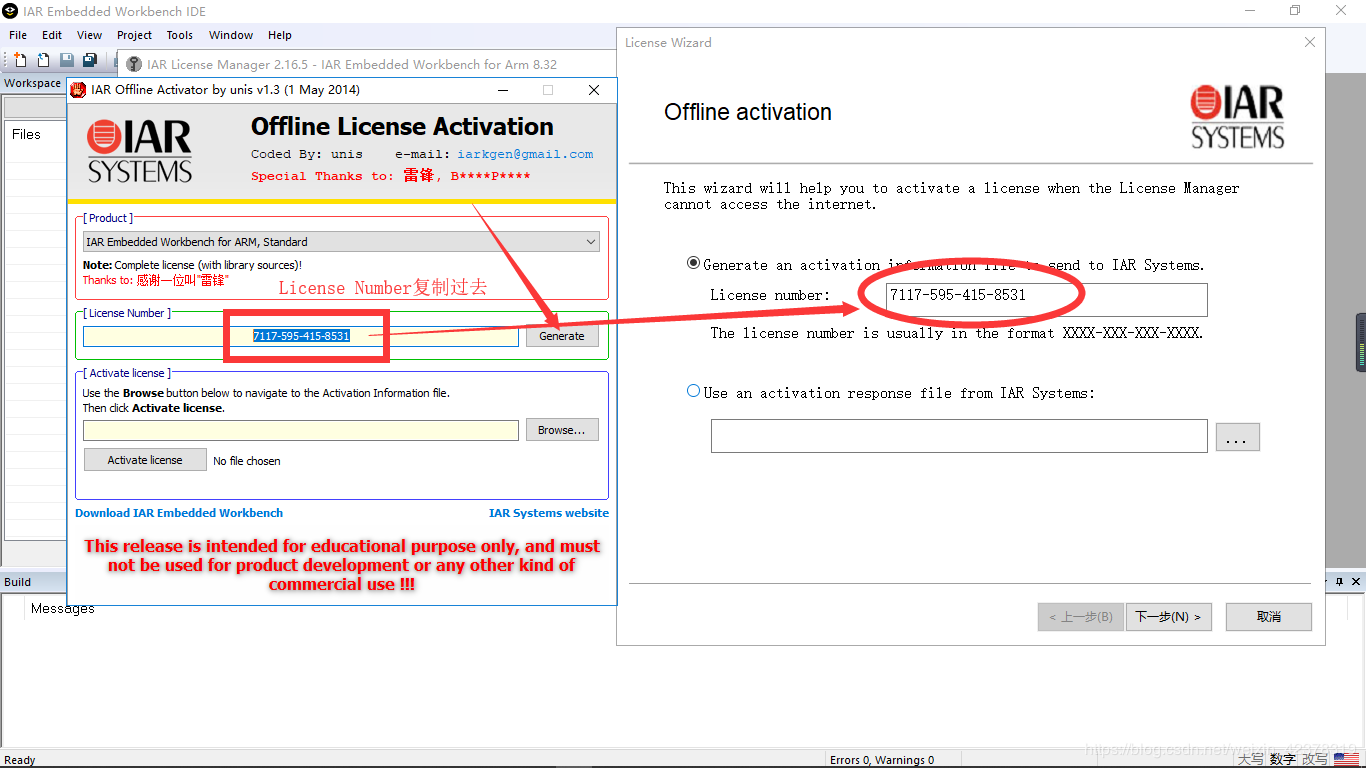 IAR Embedded Workbench IDE
File Edit View Project Tools Window Help
IAR License Manager 2.16.5 - IAR Embedded Workbench for Arm 8.32
Workspace
Files
IAR Offline Activator by unis v1.3 (1 May 2014)
IAR
SYSTEMS
Offline License Activation
Coded By: unis e-mail: iarkgen@gmail.com
Special Thanks to: 雷锋, B****P****
[ Product ]
IAR Embedded Workbench for ARM, Standard
Note: Complete license (with library sources)!
Thanks to: 感谢一位叫"雷锋"
License Number复制过去
[ License Number ]
7117-595-415-8531
Generate
[ Activate license ]
Use the Browse button below to navigate to the Activation Information file.
Then click Activate license.
Browse...
Activate license
No file chosen
Download IAR Embedded Workbench
IAR Systems website
This release is intended for educational purpose only, and must
not be used for product development or any other kind of
commercial use !!!
License Wizard
Offline activation
IAR
SYSTEMS
This wizard will help you to activate a license when the License Manager
cannot access the internet.
Generate an activation information file to send to IAR Systems.
License number:
7117-595-415-8531
The license number is usually in the format XXXX-XXX-XXX-XXXX.
Use an activation response file from IAR Systems:
...
< 上一步(B)
下一步(N) >
取消
Build
Messages
Ready
Errors 0, Warnings 0
大写 数字 改写